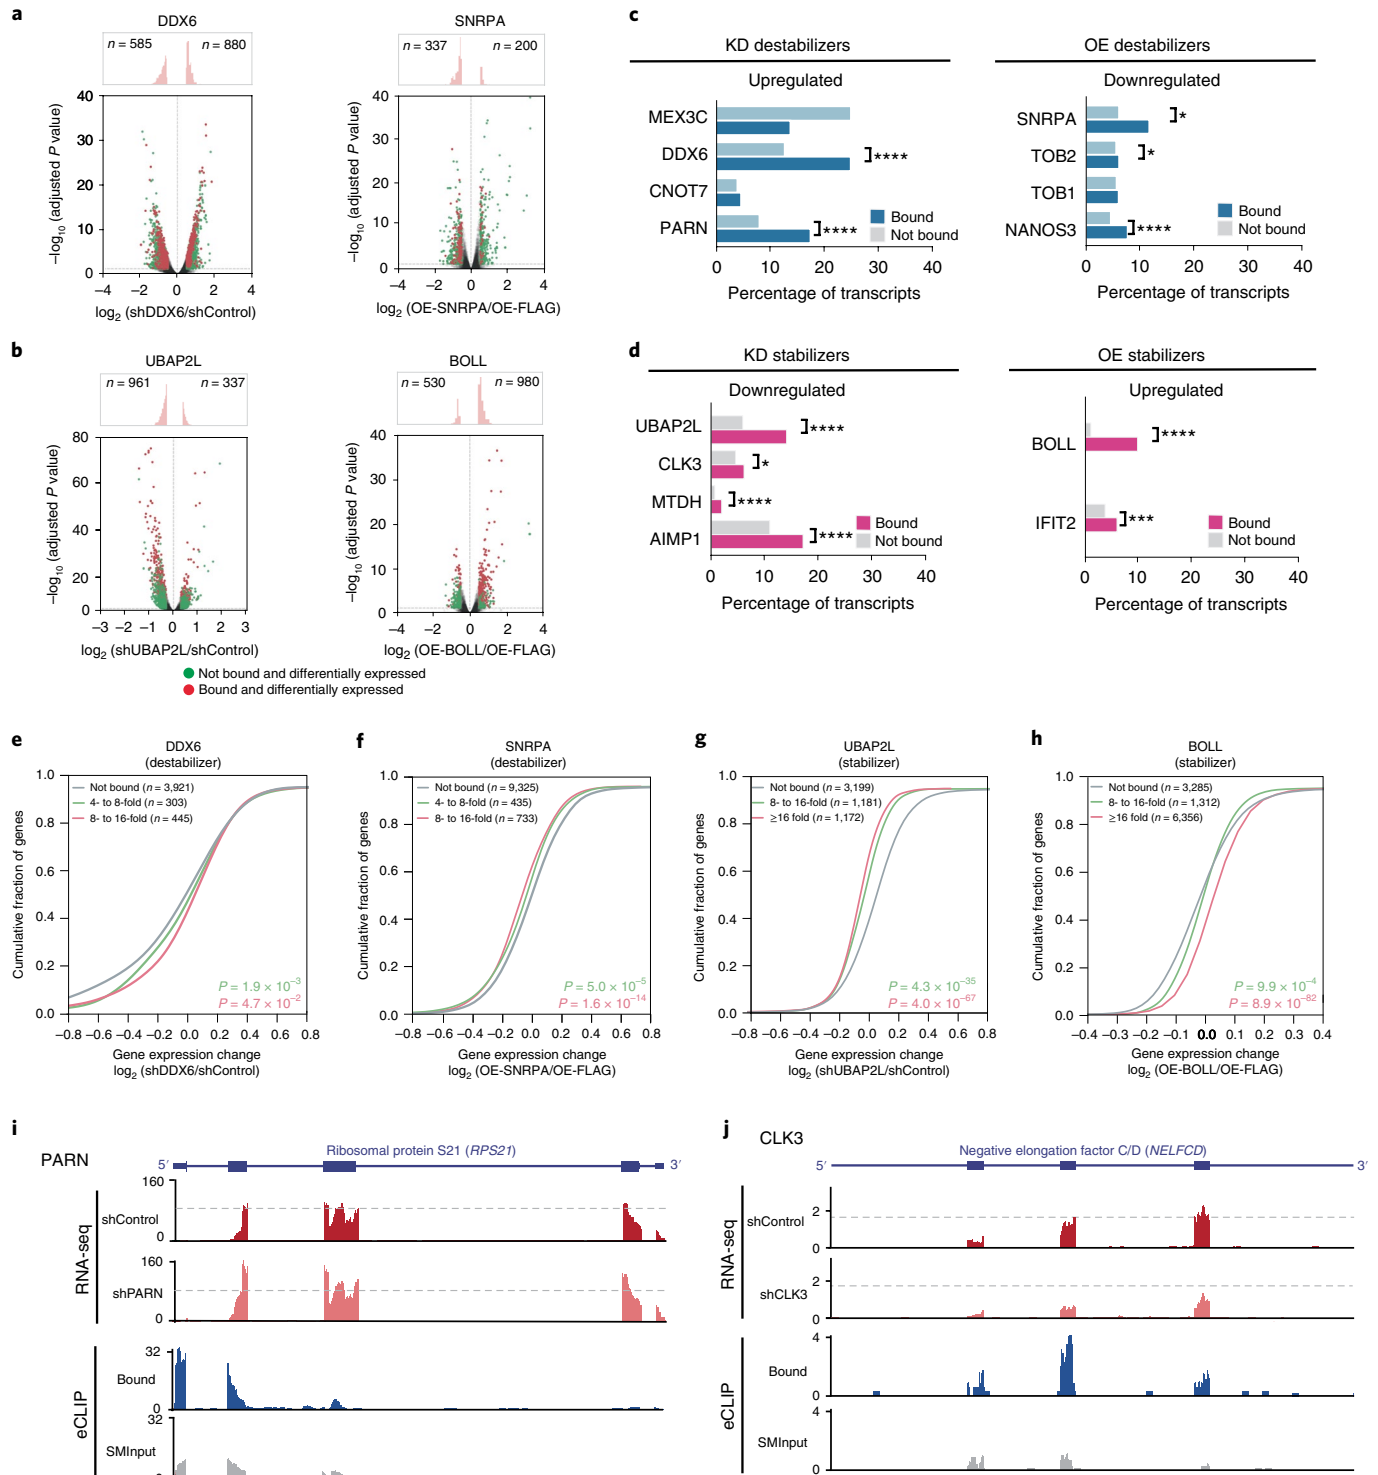 a
DDX6
n = 585
n = 880
40
30
20
10
0
–log10 (adjusted P value)
–4 –2 0 2 4
log2 (shDDX6/shControl)
SNRPA
n = 337
n = 200
40
30
20
10
0
–log10 (adjusted P value)
–4 –2 0 2 4
log2 (OE-SNRPA/OE-FLAG)
b
UBAP2L
n = 961
n = 337
80
60
40
20
0
–log10 (adjusted P value)
–3 –2 –1 0 1 2 3
log2 (shUBAP2L/shControl)
BOLL
n = 530
n = 980
40
30
20
10
0
–log10 (adjusted P value)
–4 –2 0 2 4
log2 (OE-BOLL/OE-FLAG)
Not bound and differentially expressed
Bound and differentially expressed
c
KD destabilizers
Upregulated
MEX3C
DDX6
****
CNOT7
PARN
****
Bound
Not bound
0 10 20 30 40
Percentage of transcripts
OE destabilizers
Downregulated
SNRPA
*
TOB2
*
TOB1
NANOS3
****
Bound
Not bound
0 10 20 30 40
Percentage of transcripts
d
KD stabilizers
Downregulated
UBAP2L
****
CLK3
*
MTDH
****
AIMP1
****
Bound
Not bound
0 10 20 30 40
Percentage of transcripts
OE stabilizers
Upregulated
BOLL
****
IFIT2
***
Bound
Not bound
0 10 20 30 40
Percentage of transcripts
e
DDX6
(destabilizer)
1.0
0.8
0.6
0.4
0.2
0.0
Cumulative fraction of genes
Not bound (n = 3,921)
4- to 8-fold (n = 303)
8- to 16-fold (n = 445)
P = 1.9 × 10–3
P = 4.7 × 10–2
–0.8 –0.6 –0.4 –0.2 0.0 0.2 0.4 0.6 0.8
Gene expression change
log2 (shDDX6/shControl)
f
SNRPA
(destabilizer)
1.0
0.8
0.6
0.4
0.2
0.0
Cumulative fraction of genes
Not bound (n = 9,325)
4- to 8-fold (n = 435)
8- to 16-fold (n = 733)
P = 5.0 × 10–5
P = 1.6 × 10–14
–0.8 –0.6 –0.4 –0.2 0.0 0.2 0.4 0.6 0.8
Gene expression change
log2 (OE-SNRPA/OE-FLAG)
g
UBAP2L
(stabilizer)
1.0
0.8
0.6
0.4
0.2
0.0
Cumulative fraction of genes
Not bound (n = 3,199)
8- to 16-fold (n = 1,181)
≥16 fold (n = 1,172)
P = 4.3 × 10–35
P = 4.0 × 10–67
–0.8 –0.6 –0.4 –0.2 0.0 0.2 0.4 0.6 0.8
Gene expression change
log2 (shUBAP2L/shControl)
h
BOLL
(stabilizer)
1.0
0.8
0.6
0.4
0.2
0.0
Cumulative fraction of genes
Not bound (n = 3,285)
8- to 16-fold (n = 1,312)
≥16 fold (n = 6,356)
P = 9.9 × 10–4
P = 8.9 × 10–82
–0.4 –0.3 –0.2 –0.1 0.0 0.1 0.2 0.3 0.4
Gene expression change
log2 (OE-BOLL/OE-FLAG)
i
PARN
Ribosomal protein S21 (RPS21)
5′
3′
RNA-seq
160
shControl
0
160
shPARN
0
eCLIP
32
Bound
0
32
SMInput
j
CLK3
Negative elongation factor C/D (NELFCD)
5′
3′
RNA-seq
2
shControl
0
2
shCLK3
0
eCLIP
4
Bound
0
4
SMInput
0